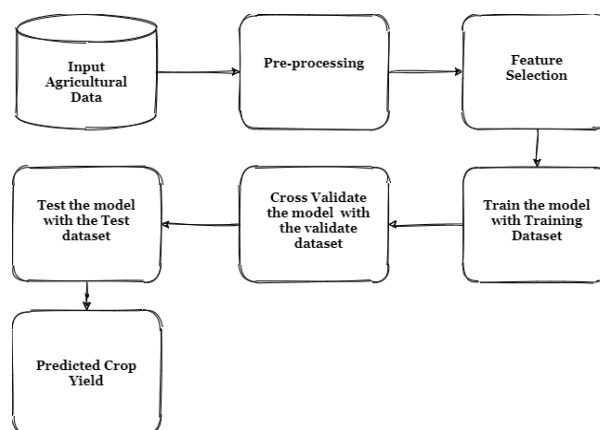 Input
Agricultural
Data
Pre-processing
Feature
Selection
Train the model
with Training
Dataset
Cross Validate
the model with
the validate
dataset
Test the model
with the Test
dataset
Predicted Crop
Yield